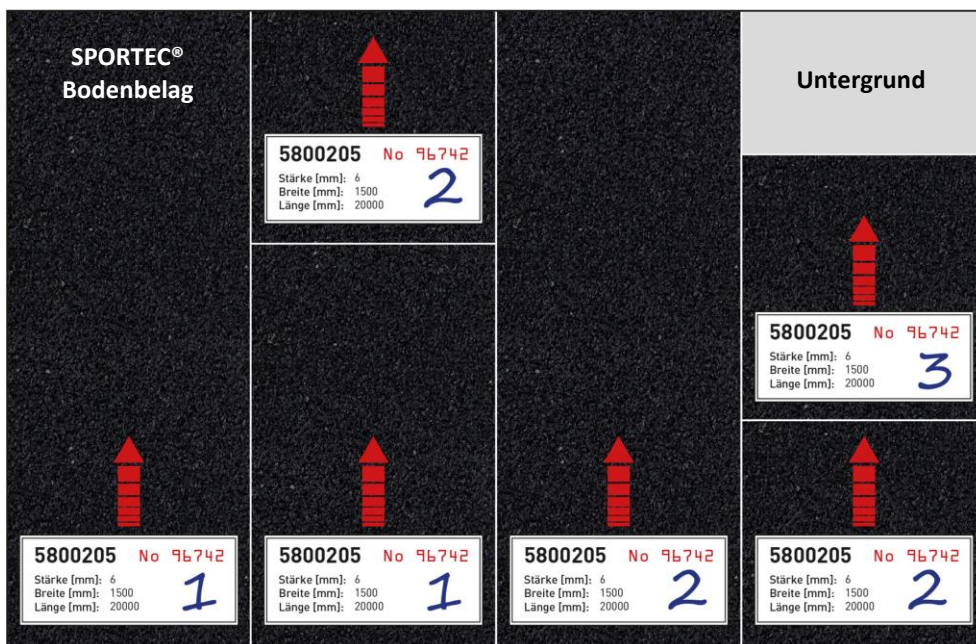 SPORTEC®
Bodenbelag
5800205 No 96742
Stärke [mm]: 6
Breite [mm]: 1500
Länge [mm]: 20000
2
Untergrund
5800205 No 96742
Stärke [mm]: 6
Breite [mm]: 1500
Länge [mm]: 20000
3
5800205 No 96742
Stärke [mm]: 6
Breite [mm]: 1500
Länge [mm]: 20000
1
5800205 No 96742
Stärke [mm]: 6
Breite [mm]: 1500
Länge [mm]: 20000
1
5800205 No 96742
Stärke [mm]: 6
Breite [mm]: 1500
Länge [mm]: 20000
2
5800205 No 96742
Stärke [mm]: 6
Breite [mm]: 1500
Länge [mm]: 20000
2